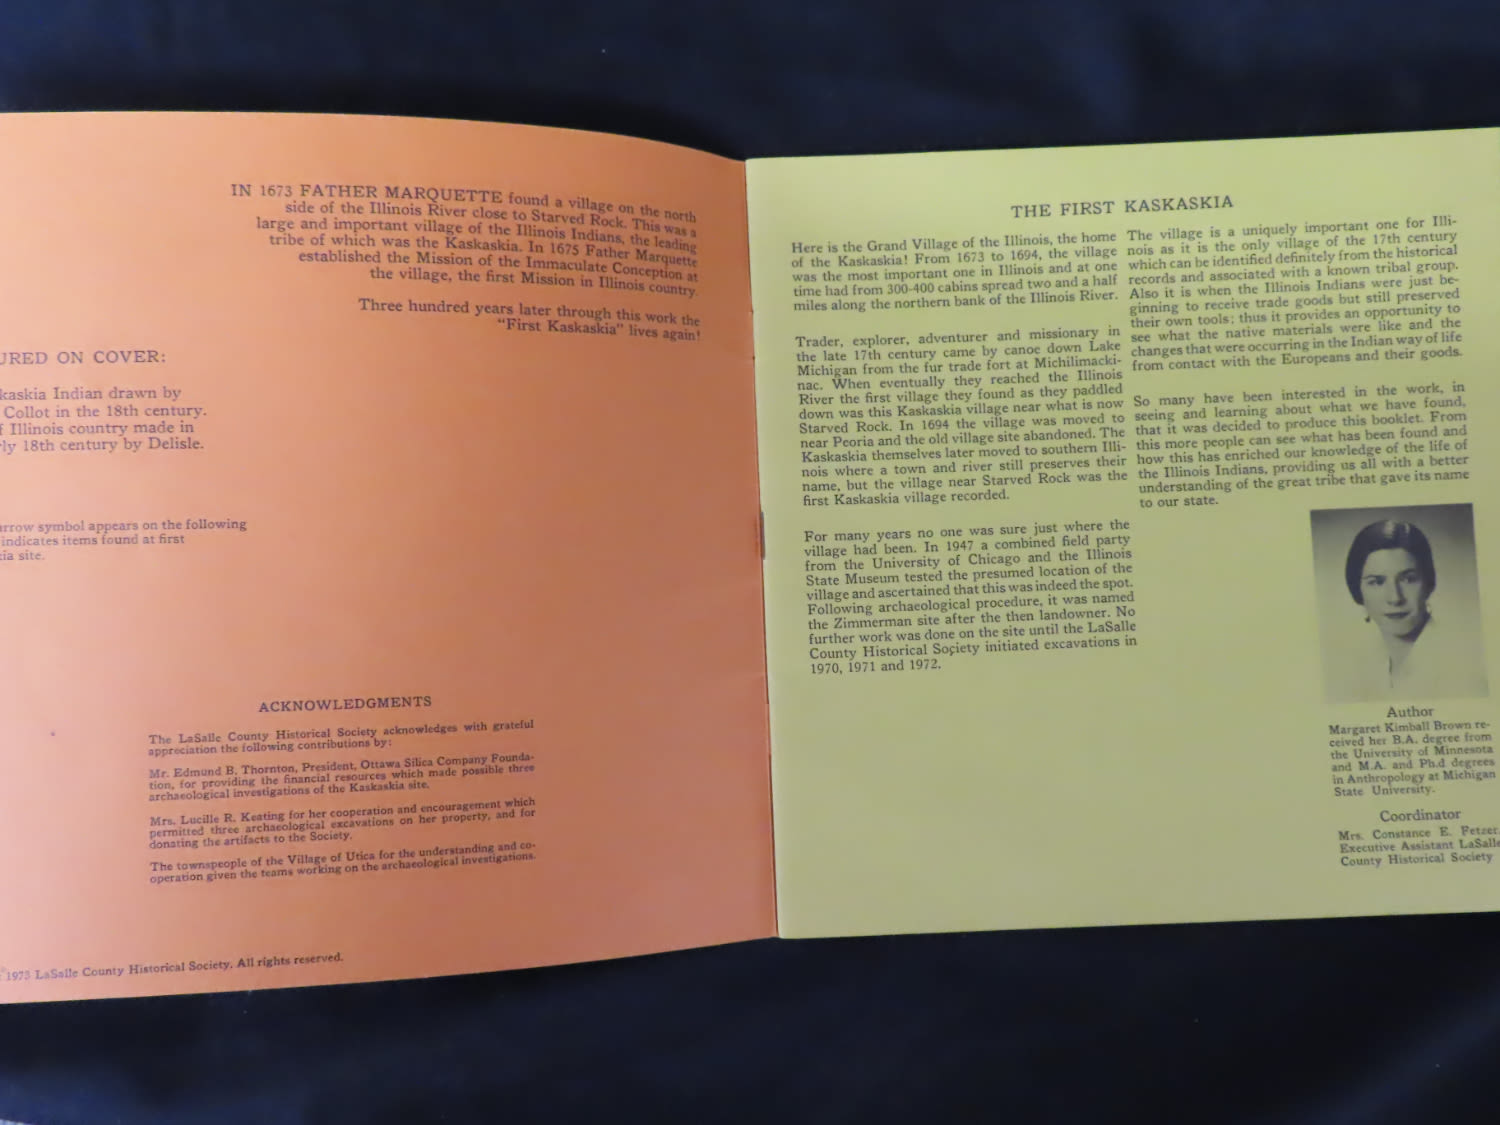 IN 1673 FATHER MARQUETTE found a village on the north
side of the Illinois River close to Starved Rock. This was a
large and important village of the Illinois Indians, the leading
tribe of which was the Kaskaskia. In 1675 Father Marquette
established the Mission of the Immaculate Conception at
the village, the first Mission in Illinois country.
Three hundred years later through this work the
"First Kaskaskia" lives again!
URED ON COVER:
kaskia Indian drawn by
Collot in the 18th century.
f Illinois country made in
ly 18th century by Delisle.
rrow symbol appears on the following
indicates items found at first
ia site.
ACKNOWLEDGMENTS
The LaSalle County Historical Society acknowledges with grateful
appreciation the following contributions by:
Mr. Edmund B. Thornton, President, Ottawa Silica Company Founda-
tion, for providing the financial resources which made possible three
archaeological investigations of the Kaskaskia site.
Mrs. Lucille R. Keating for her cooperation and encouragement which
permitted three archaeological excavations on her property, and for
donating the artifacts to the Society.
The townspeople of the Village of Utica for the understanding and co-
operation given the teams working on the archaeological investigations.
©1973 LaSalle County Historical Society. All rights reserved.
THE FIRST KASKASKIA
Here is the Grand Village of the Illinois, the home
of the Kaskaskia! From 1673 to 1694, the village
was the most important one in Illinois and at one
time had from 300-400 cabins spread two and a half
miles along the northern bank of the Illinois River.
Trader, explorer, adventurer and missionary in
the late 17th century came by canoe down Lake
Michigan from the fur trade fort at Michilimacki-
nac. When eventually they reached the Illinois
River the first village they found as they paddled
down was this Kaskaskia village near what is now
Starved Rock. In 1694 the village was moved to
near Peoria and the old village site abandoned. The
Kaskaskia themselves later moved to southern Illi-
nois where a town and river still preserves their
name, but the village near Starved Rock was the
first Kaskaskia village recorded.
For many years no one was sure just where the
village had been. In 1947 a combined field party
from the University of Chicago and the Illinois
State Museum tested the presumed location of the
village and ascertained that this was indeed the spot.
Following archaeological procedure, it was named
the Zimmerman site after the then landowner. No
further work was done on the site until the LaSalle
County Historical Society initiated excavations in
1970, 1971 and 1972.
The village is a uniquely important one for Illi-
nois as it is the only village of the 17th century
which can be identified definitely from the historical
records and associated with a known tribal group.
Also it is when the Illinois Indians were just be-
ginning to receive trade goods but still preserved
their own tools; thus it provides an opportunity to
see what the native materials were like and the
changes that were occurring in the Indian way of life
from contact with the Europeans and their goods.
So many have been interested in the work, in
seeing and learning about what we have found,
that it was decided to produce this booklet. From
this more people can see what has been found and
how this has enriched our knowledge of the life of
the Illinois Indians, providing us all with a better
understanding of the great tribe that gave its name
to our state.
Author
Margaret Kimball Brown re-
ceived her B.A. degree from
the University of Minnesota
and M.A. and Ph.d degrees
in Anthropology at Michigan
State University.
Coordinator
Mrs. Constance E. Fetzer,
Executive Assistant LaSalle
County Historical Society